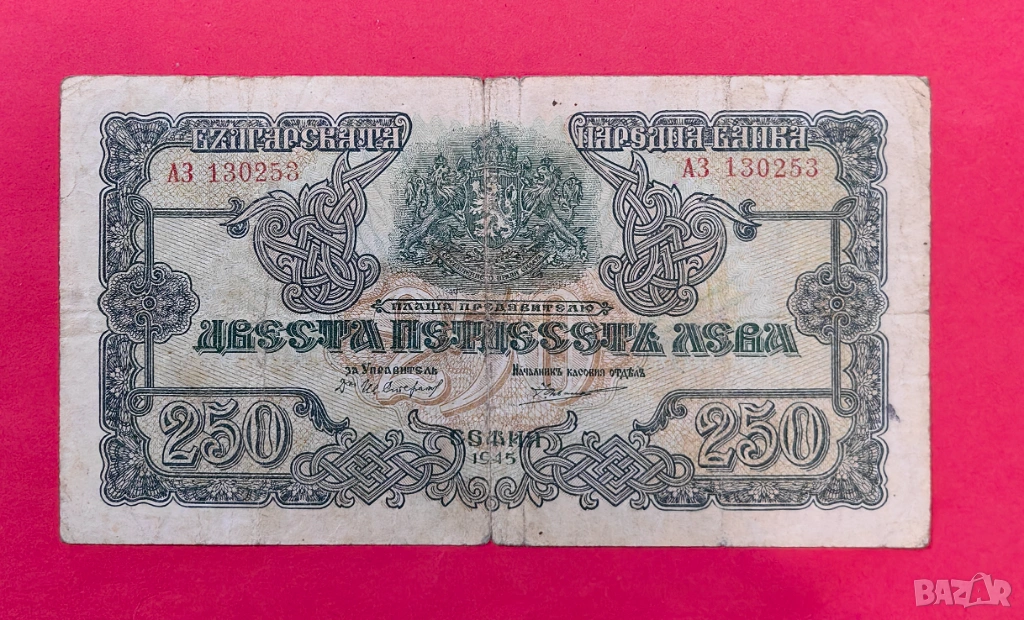 БЪЛГАРСКАТА НАРОДНА БАНКА
АЗ 130253 АЗ 130253
ПЛАЩА ПРЕДЯВИТЕЛЮ
ДВЕСТА ПЕТДЕСЕТЬ ЛЕВА
ЗА УПРАВИТЕЛЬ НАЧАЛНИКЪ КАСОВИЯ ОТДѢЛЪ
250 СОФИЯ 250
1945
BAZAR